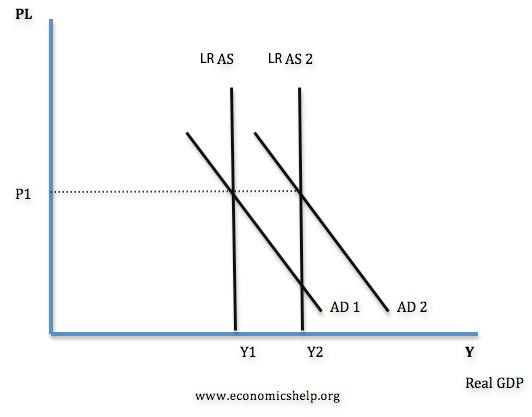 PL
LR AS
LR AS 2
P1
AD 1
AD 2
Y1
Y2
Y
Real GDP
www.economicshelp.org